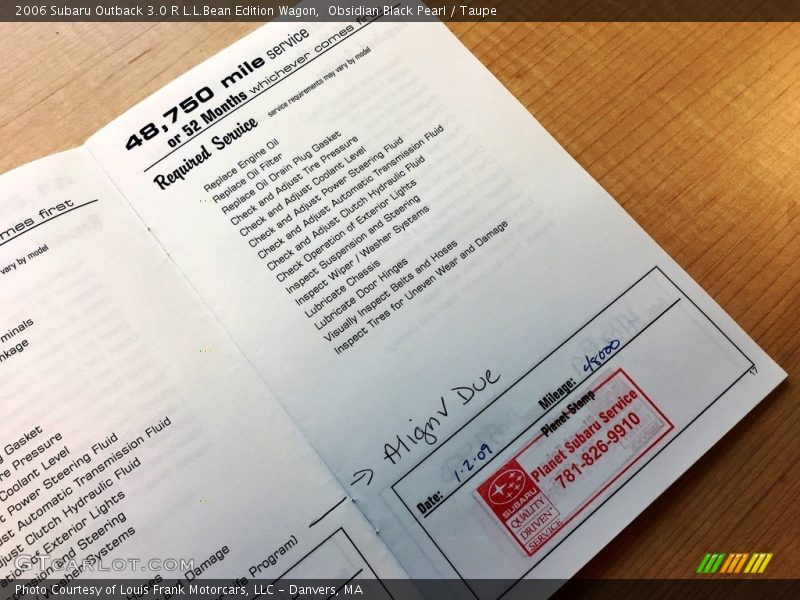 2006 Subaru Outback 3.0 R L.L.Bean Edition Wagon,  Obsidian Black Pearl / Taupe
mes first
vary by model
minals
nkage
Gasket
re Pressure
Coolant Level
Power Steering Fluid
ust Automatic Transmission Fluid
djust Clutch Hydraulic Fluid
of Exterior Lights
and Steering
Systems
Hoses
Damage
Program)
48,750 mile service
or 52 Months whichever comes first
Required Service service requirements may vary by model
Replace Engine Oil
Replace Oil Filter
Replace Oil Drain Plug Gasket
Check and Adjust Tire Pressure
Check and Adjust Coolant Level
Check and Adjust Power Steering Fluid
Check and Adjust Automatic Transmission Fluid
Check and Adjust Clutch Hydraulic Fluid
Check Operation of Exterior Lights
Inspect Suspension and Steering
Inspect Wiper / Washer Systems
Lubricate Chassis
Lubricate Door Hinges
Visually Inspect Belts and Hoses
Inspect Tires for Uneven Wear and Damage
→ Align √ Due
Date: 1-2-09 Mileage: 48000
Planet Stamp
Planet Subaru Service
781-826-9910
SUBARU
QUALITY
DRIVEN
SERVICE
17
GTCARLOT.COM
Photo Courtesy of Louis Frank Motorcars, LLC – Danvers, MA